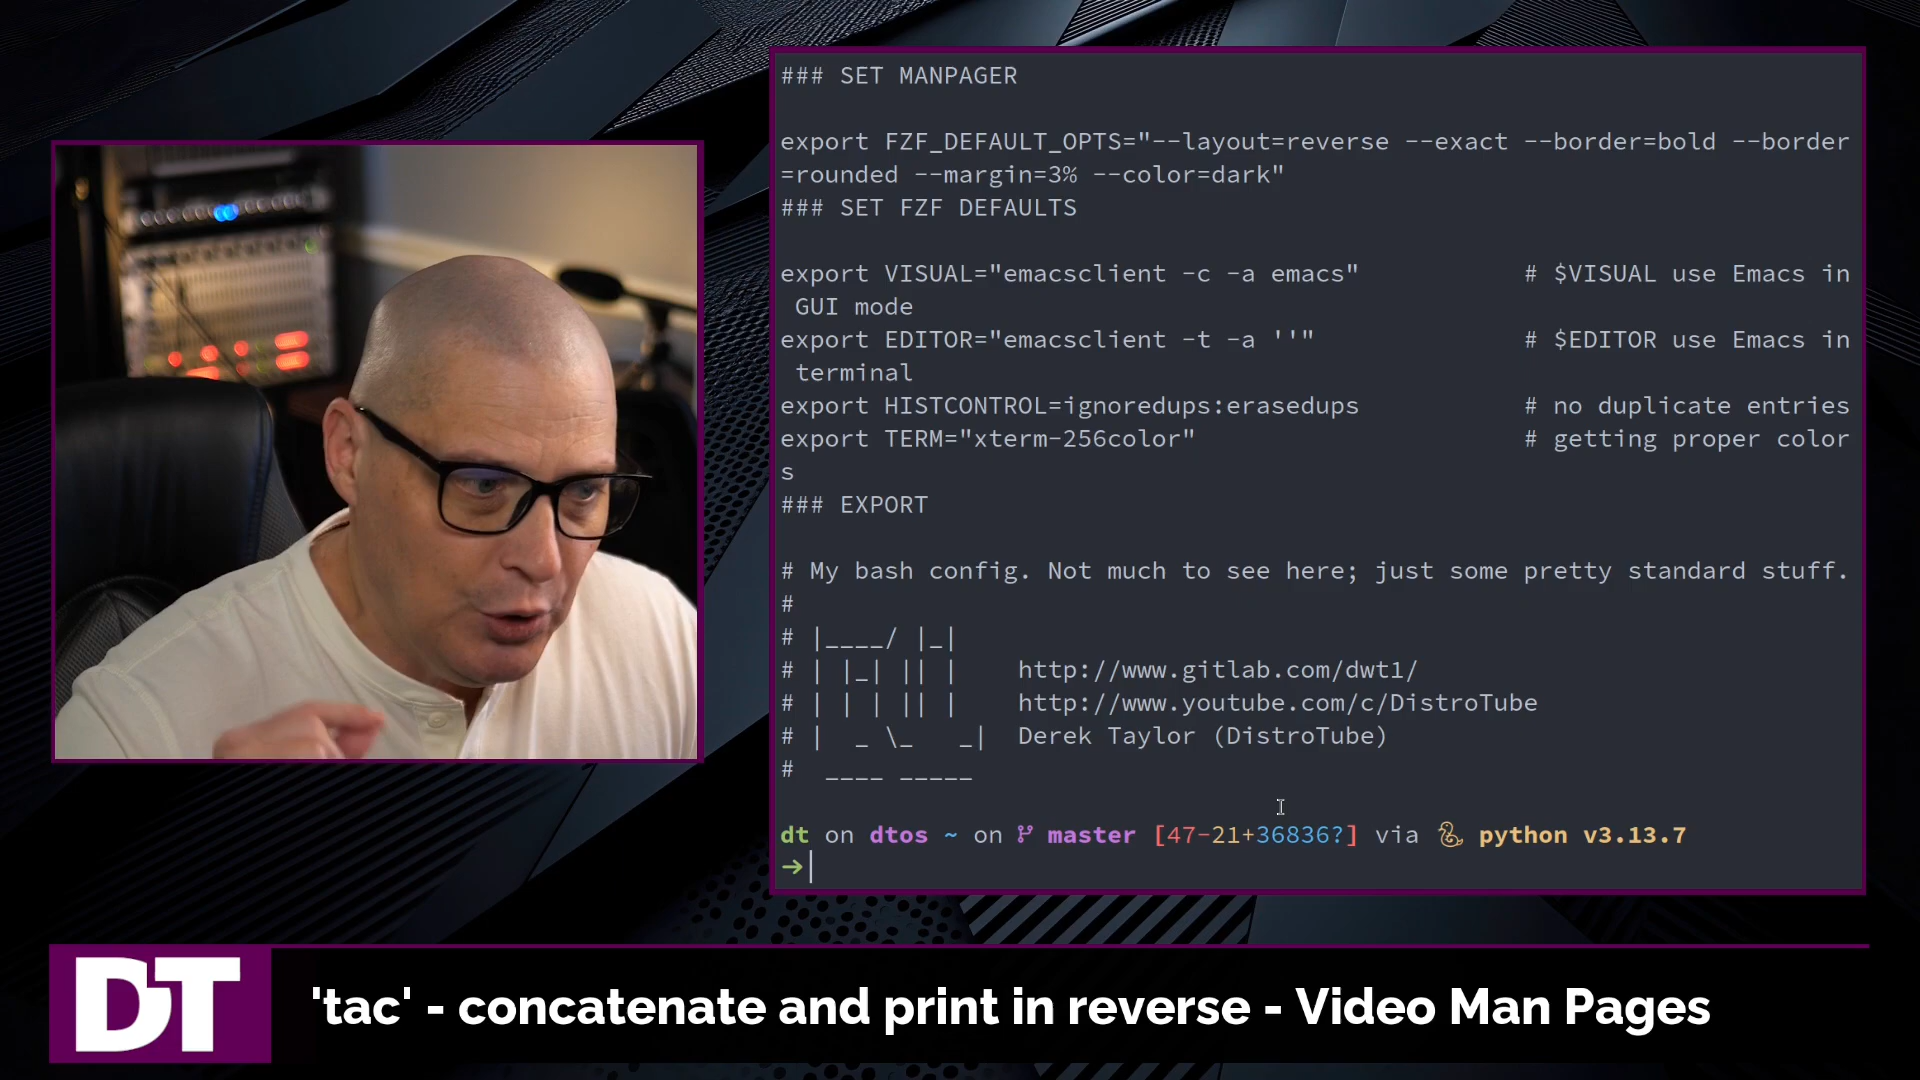 ### SET MANPAGER
export FZF_DEFAULT_OPTS="--layout=reverse --exact --border=bold --border
=rounded --margin=3% --color=dark"
### SET FZF DEFAULTS
export VISUAL="emacsclient -c -a emacs"           # $VISUAL use Emacs in
 GUI mode
export EDITOR="emacsclient -t -a ''"              # $EDITOR use Emacs in
 terminal
export HISTCONTROL=ignoredups:erasedups           # no duplicate entries
export TERM="xterm-256color"                      # getting proper color
s
### EXPORT
# My bash config. Not much to see here; just some pretty standard stuff.
#
# |____/ |_|
# | |_| || |    http://www.gitlab.com/dwt1/
# | | | || |    http://www.youtube.com/c/DistroTube
# |  _ \_   _|  Derek Taylor (DistroTube)
#  ____ _____
dt on dtos ~ on master [47-21+36836?] via python v3.13.7
→
DT
'tac' - concatenate and print in reverse - Video Man Pages